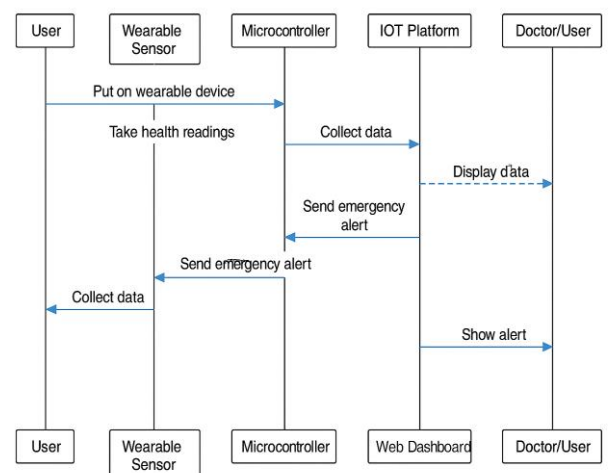 User
Wearable
Sensor
Microcontroller
IOT Platform
Doctor/User
Put on wearable device
Take health readings
Collect data
Display data
Send emergency
alert
Send emergency alert
Collect data
Show alert
User
Wearable
Sensor
Microcontroller
Web Dashboard
Doctor/User